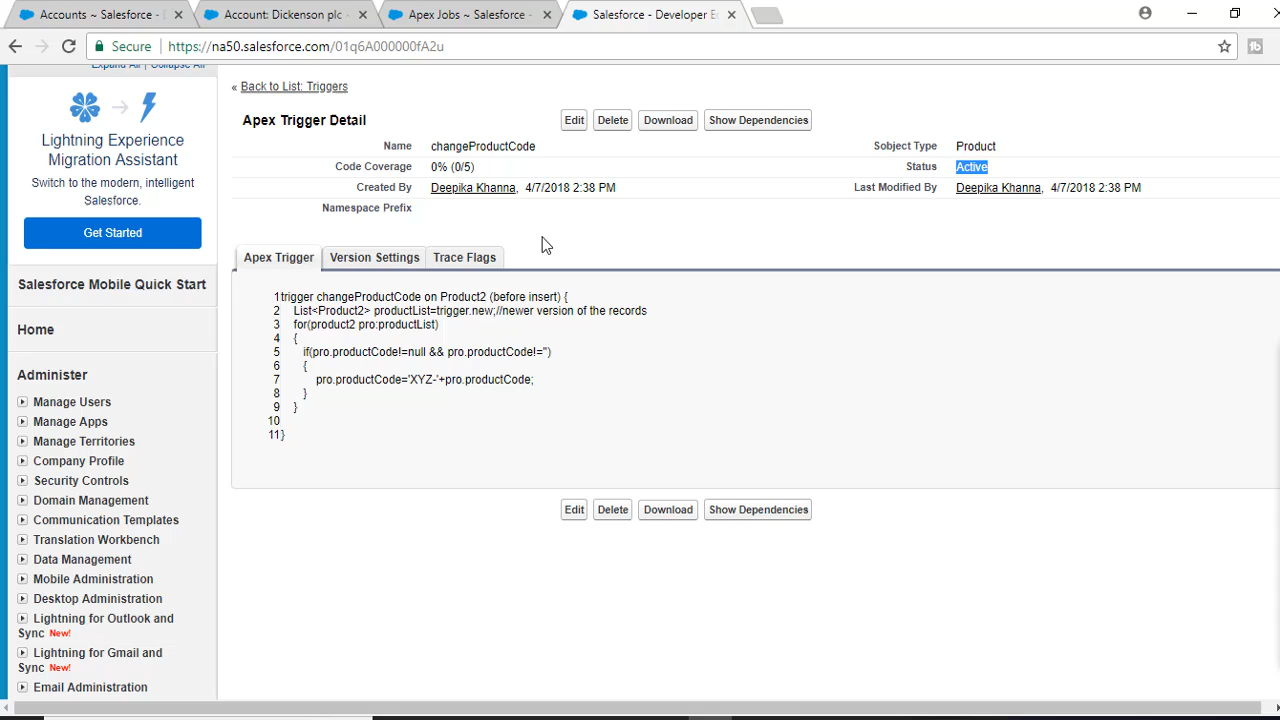 Accounts ~ Salesforce - D
Account: Dickenson plc ~
Apex Jobs ~ Salesforce -
Salesforce - Developer E
Secure
https://na50.salesforce.com/01q6A000000fA2u
Expand All | Collapse All
Lightning Experience
Migration Assistant
Switch to the modern, intelligent
Salesforce.
Get Started
Salesforce Mobile Quick Start
Home
Administer
Manage Users
Manage Apps
Manage Territories
Company Profile
Security Controls
Domain Management
Communication Templates
Translation Workbench
Data Management
Mobile Administration
Desktop Administration
Lightning for Outlook and
Sync New!
Lightning for Gmail and
Sync New!
Email Administration
« Back to List: Triggers
Apex Trigger Detail
Edit Delete Download Show Dependencies
Name changeProductCode Sobject Type Product
Code Coverage 0% (0/5) Status Active
Created By Deepika Khanna, 4/7/2018 2:38 PM Last Modified By Deepika Khanna, 4/7/2018 2:38 PM
Namespace Prefix
Apex Trigger Version Settings Trace Flags
1 trigger changeProductCode on Product2 (before insert) {
2 List<Product2> productList=trigger.new;//newer version of the records
3 for(product2 pro:productList)
4 {
5 if(pro.productCode!=null && pro.productCode!='')
6 {
7 pro.productCode='XYZ-'+pro.productCode;
8 }
9 }
10
11 }
Edit Delete Download Show Dependencies